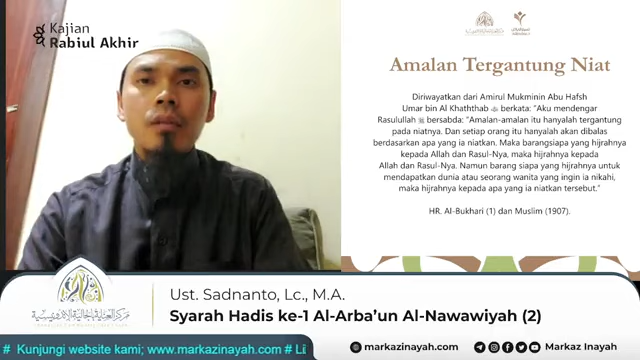 Kajian
Rabiul Akhir
Amalan Tergantung Niat
Diriwayatkan dari Amirul Mukminin Abu Hafsh
Umar bin Al Khaththab berkata: “Aku mendengar
Rasulullah ﷺ bersabda: “Amalan-amalan itu hanyalah tergantung
pada niatnya. Dan setiap orang itu hanyalah akan dibalas
berdasarkan apa yang ia niatkan. Maka barangsiapa yang hijrahnya
kepada Allah dan Rasul-Nya, maka hijrahnya kepada
Allah dan Rasul-Nya. Namun barang siapa yang hijrahnya untuk
mendapatkan dunia atau seorang wanita yang ingin ia nikahi,
maka hijrahnya kepada apa yang ia niatkan tersebut.”
HR. Al-Bukhari (1) dan Muslim (1907).
Ust. Sadnanto, Lc., M.A.
Syarah Hadis ke-1 Al-Arba’un Al-Nawawiyah (2)
# Kunjungi website kami; www.markazinayah.com # Li
markazinayah.com
Markaz Inayah